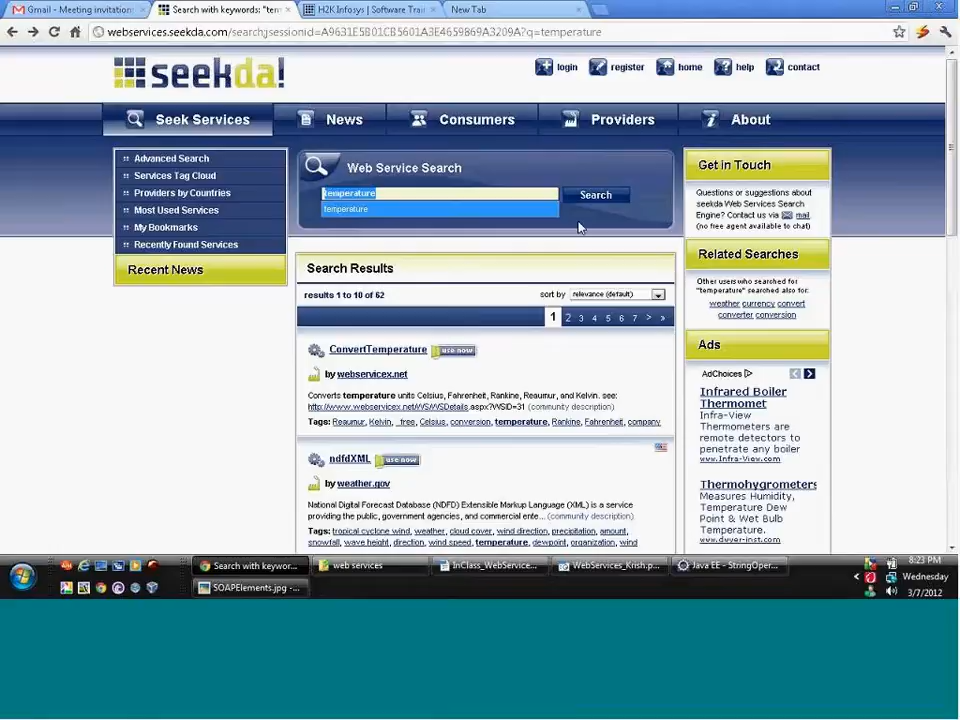 Gmail - Meeting invitation:
Search with keywords: "tem
H2K Infosys | Software Trai
New Tab
webservices.seekda.com/search;sessionid=A9631E5B01CB5601A3E4659869A3209A?q=temperature
seekda!
login
register
home
help
contact
Seek Services
News
Consumers
Providers
About
Advanced Search
Services Tag Cloud
Providers by Countries
Most Used Services
My Bookmarks
Recently Found Services
Recent News
Web Service Search
temperature
Search
temperature
Search Results
results 1 to 10 of 62
sort by
relevance (default)
1 2 3 4 5 6 7 > »
ConvertTemperature
use now
by webservicex.net
Converts temperature units Celsius, Fahrenheit, Rankine, Reaumur, and Kelvin. see:
http://www.webservicex.net/WS/WSDetails.aspx?WSID=31 (community description)
Tags: Reaumur, Kelvin, _free, Celsius, conversion, temperature, Rankine, Fahrenheit, company
ndfdXML
use now
by weather.gov
National Digital Forecast Database (NDFD) Extensible Markup Language (XML) is a service
providing the public, government agencies, and commercial ente... (community description)
Tags: tropical cyclone wind, weather, cloud cover, wind direction, precipitation, amount,
snowfall, wave height, direction, wind speed, temperature, dewpoint, organization, wind
Get in Touch
Questions or suggestions about
seekda Web Services Search
Engine? Contact us via mail
(no free agent available to chat)
Related Searches
Other users who searched for
"temperature" searched also for:
weather currency convert
converter conversion
Ads
AdChoices
Infrared Boiler
Thermomet
Infra-View
Thermometers are
remote detectors to
penetrate any boiler
www.Infra-View.com
Thermohygrometers
Measures Humidity,
Temperature Dew
Point & Wet Bulb
Temperature.
www.dwyer-inst.com
Search with keywor...
web services
InClass_WebService...
WebServices_Krish.p...
Java EE - StringOper...
SOAPElements.jpg -...
8:23 PM
Wednesday
3/7/2012